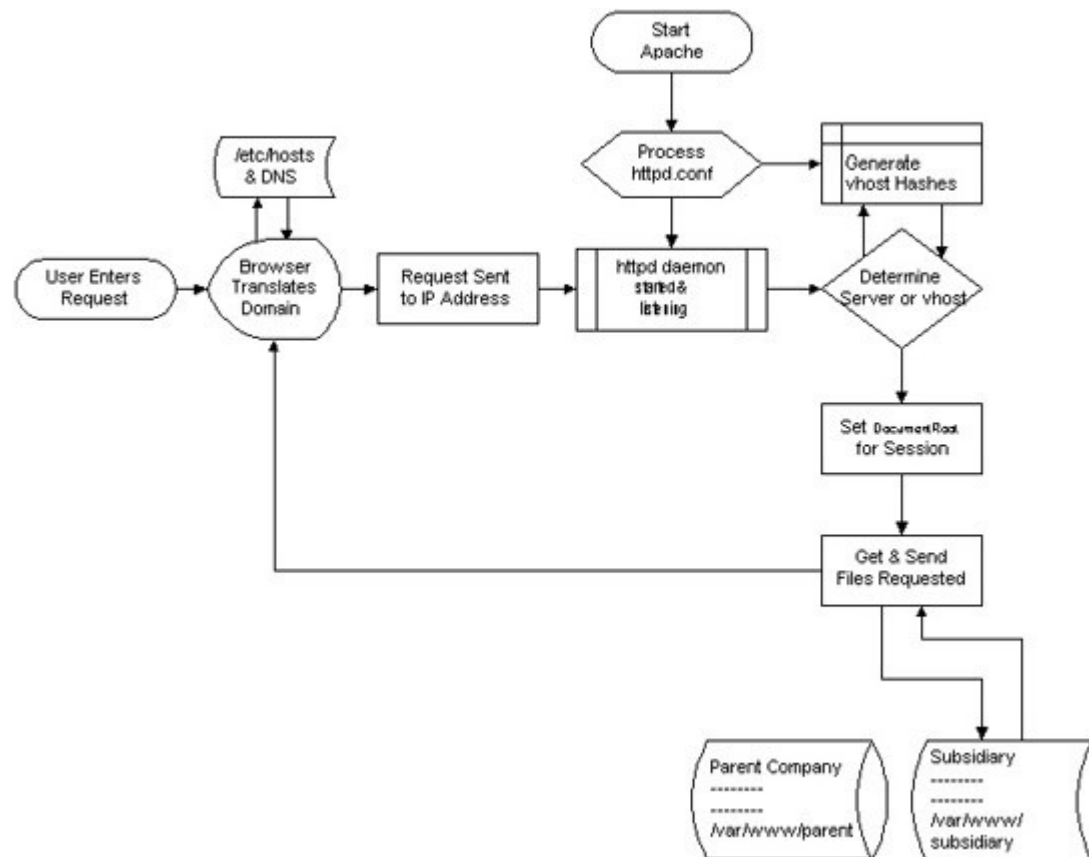 Start
Apache
/etc/hosts
& DNS
Process
httpd.conf
Generate
vhost Hashes
User Enters
Request
Browser
Translates
Domain
Request Sent
to IP Address
httpd daemon
started &
listening
Determine
Server or vhost
Set DocumentRoot
for Session
Get & Send
Files Requested
Parent Company
--------
--------
/var/www/parent
Subsidiary
--------
--------
/var/www/
subsidiary